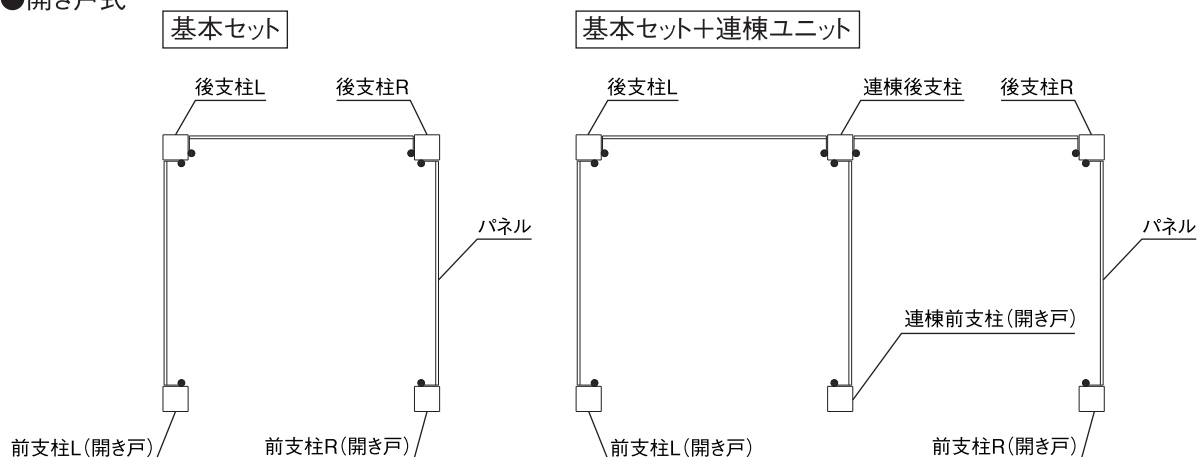 ●開き戸式
基本セット
基本セット＋連棟ユニット
後支柱L
後支柱R
後支柱L
連棟後支柱
後支柱R
パネル
パネル
連棟前支柱（開き戸）
前支柱L（開き戸）
前支柱R（開き戸）
前支柱L（開き戸）
前支柱R（開き戸）